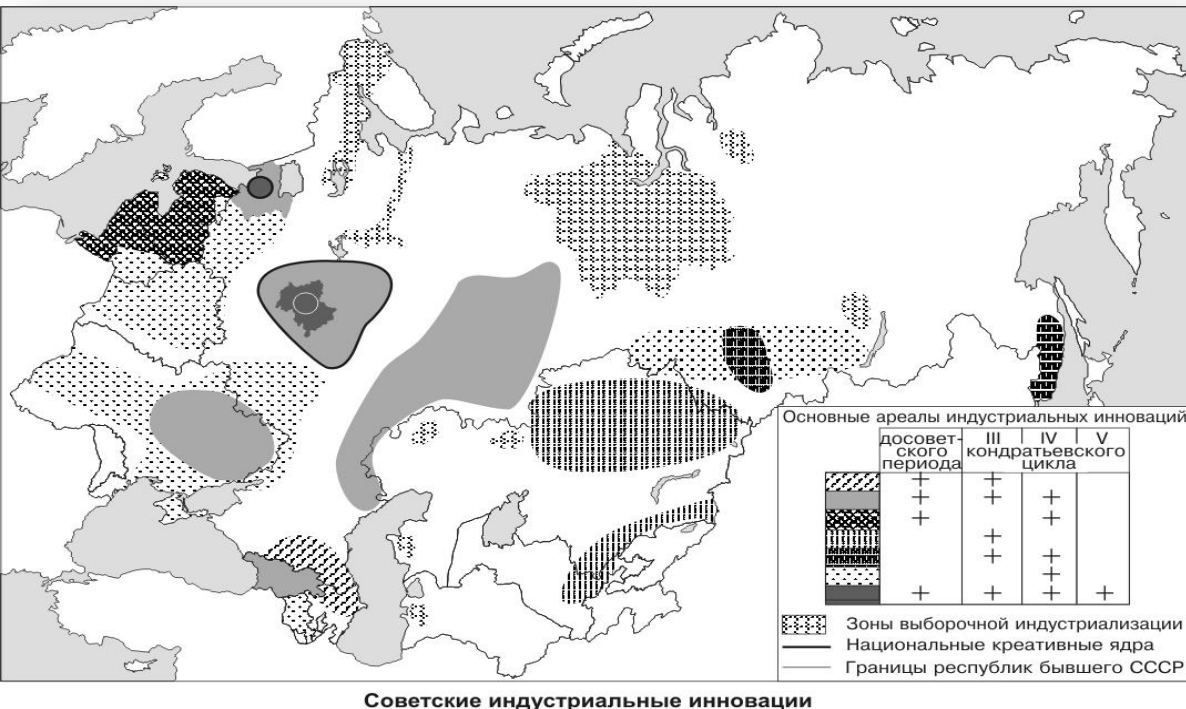 Основные ареалы индустриальных инноваций
досовет-
ского
периода
III
IV
V
кондратьевского
цикла
+ +
+ + +
+ +
+
+ +
+
+ + + +
Зоны выборочной индустриализации
Национальные креативные ядра
Границы республик бывшего СССР
Советские индустриальные инновации